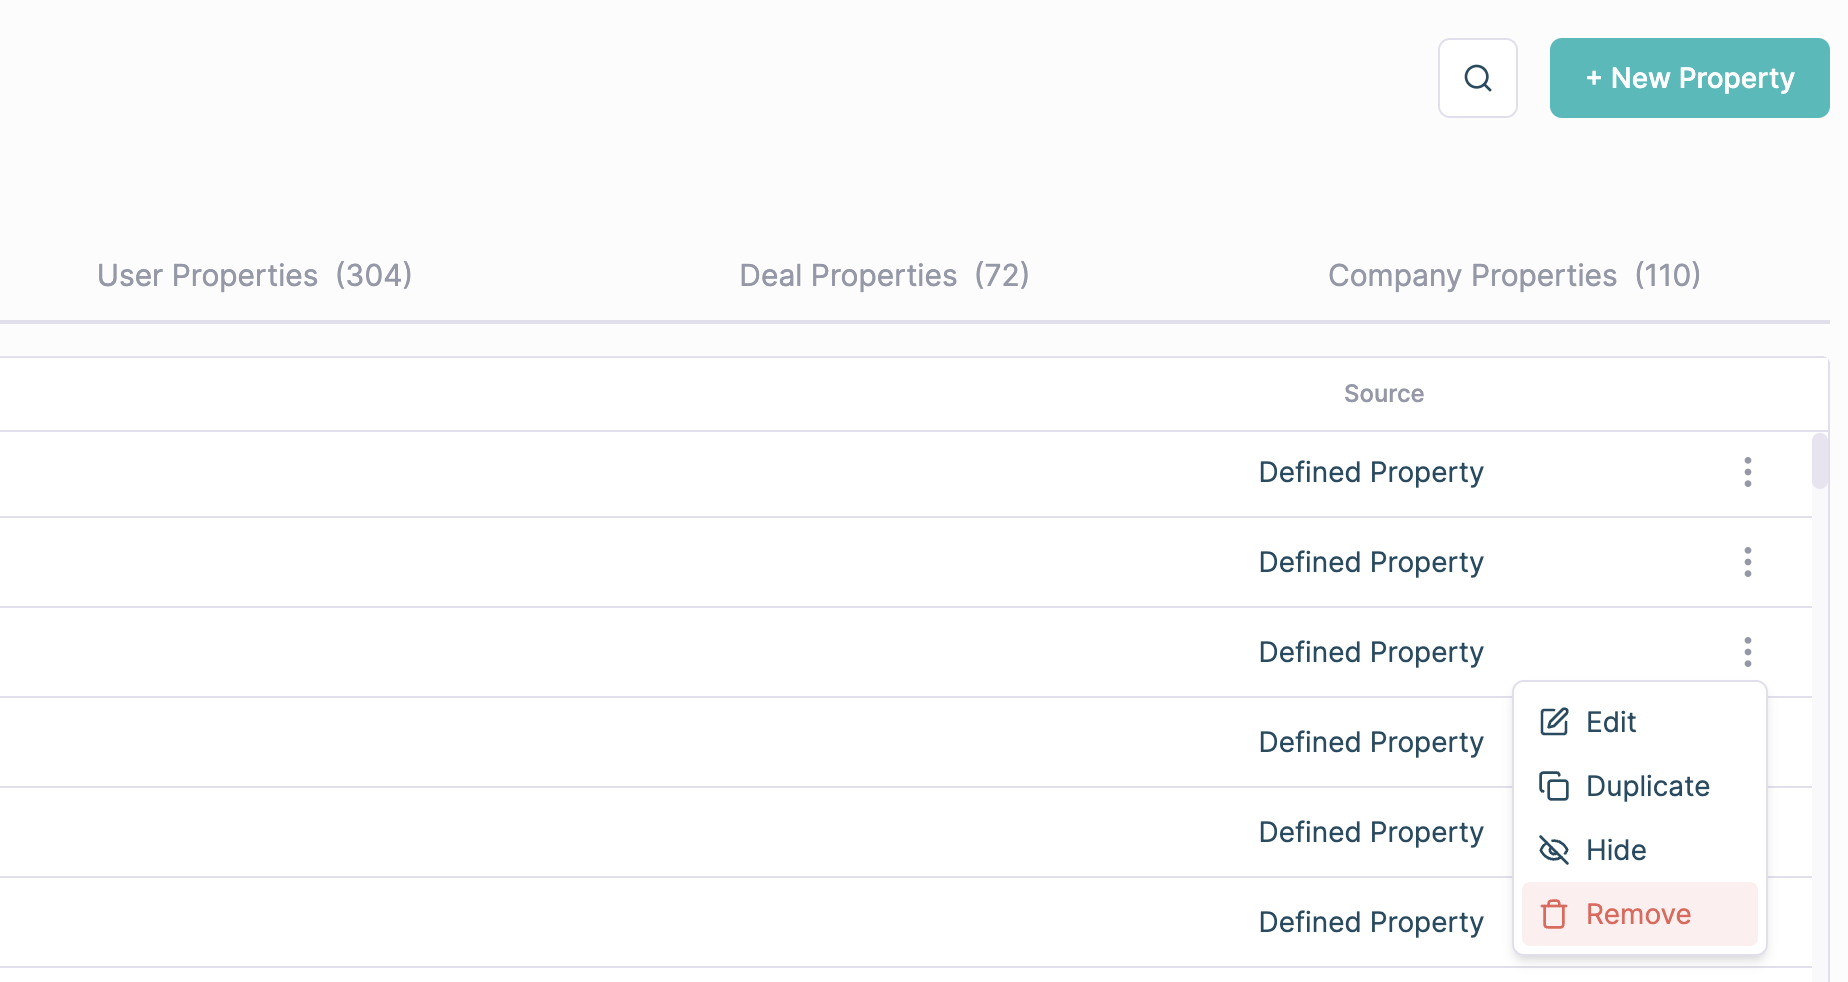 + New Property
User Properties (304)
Deal Properties (72)
Company Properties (110)
Source
Defined Property
Defined Property
Defined Property
Defined Property
Defined Property
Defined Property
Edit
Duplicate
Hide
Remove